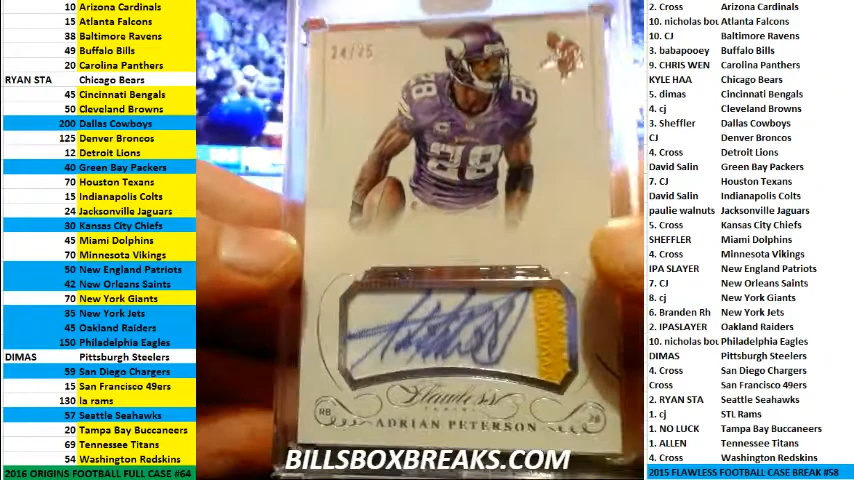 10 Arizona Cardinals
15 Atlanta Falcons
38 Baltimore Ravens
49 Buffalo Bills
20 Carolina Panthers
RYAN STA Chicago Bears
45 Cincinnati Bengals
50 Cleveland Browns
200 Dallas Cowboys
125 Denver Broncos
12 Detroit Lions
40 Green Bay Packers
70 Houston Texans
15 Indianapolis Colts
24 Jacksonville Jaguars
30 Kansas City Chiefs
45 Miami Dolphins
70 Minnesota Vikings
50 New England Patriots
42 New Orleans Saints
70 New York Giants
35 New York Jets
45 Oakland Raiders
150 Philadelphia Eagles
DIMAS Pittsburgh Steelers
59 San Diego Chargers
15 San Francisco 49ers
130 la rams
57 Seattle Seahawks
20 Tampa Bay Buccaneers
69 Tennessee Titans
54 Washington Redskins
2016 ORIGINS FOOTBALL FULL CASE #64
24/25
28
28
Flawless
PANINI
RB
28
ADRIAN PETERSON
BILLSBOXBREAKS.COM
2. Cross Arizona Cardinals
10. nicholas bou Atlanta Falcons
10. CJ Baltimore Ravens
3. babapooey Buffalo Bills
9. CHRIS WEN Carolina Panthers
KYLE HAA Chicago Bears
5. dimas Cincinnati Bengals
4. cj Cleveland Browns
3. Sheffler Dallas Cowboys
CJ Denver Broncos
4. Cross Detroit Lions
David Salin Green Bay Packers
7. CJ Houston Texans
David Salin Indianapolis Colts
paulie walnuts Jacksonville Jaguars
5. Cross Kansas City Chiefs
SHEFFLER Miami Dolphins
4. Cross Minnesota Vikings
IPA SLAYER New England Patriots
7. CJ New Orleans Saints
8. cj New York Giants
6. Branden Rh New York Jets
2. IPASLAYER Oakland Raiders
10. nicholas bou Philadelphia Eagles
DIMAS Pittsburgh Steelers
4. Cross San Diego Chargers
Cross San Francisco 49ers
2. RYAN STA Seattle Seahawks
1. cj STL Rams
1. NO LUCK Tampa Bay Buccaneers
1. ALLEN Tennessee Titans
4. Cross Washington Redskins
2015 FLAWLESS FOOTBALL CASE BREAK #58